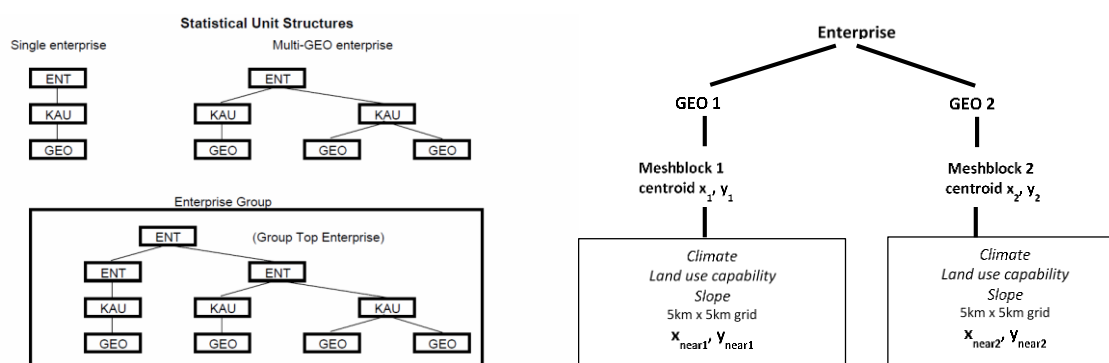 Statistical Unit Structures
Single enterprise
Multi-GEO enterprise
ENT
KAU
GEO
ENT
KAU KAU
GEO GEO GEO
Enterprise Group
ENT (Group Top Enterprise)
ENT ENT
KAU KAU KAU
GEO GEO GEO GEO
Enterprise
GEO 1
GEO 2
Meshblock 1
centroid x1, y1
Meshblock 2
centroid x2, y2
Climate
Land use capability
Slope
5km x 5km grid
xnear1, ynear1
Climate
Land use capability
Slope
5km x 5km grid
xnear2, ynear2